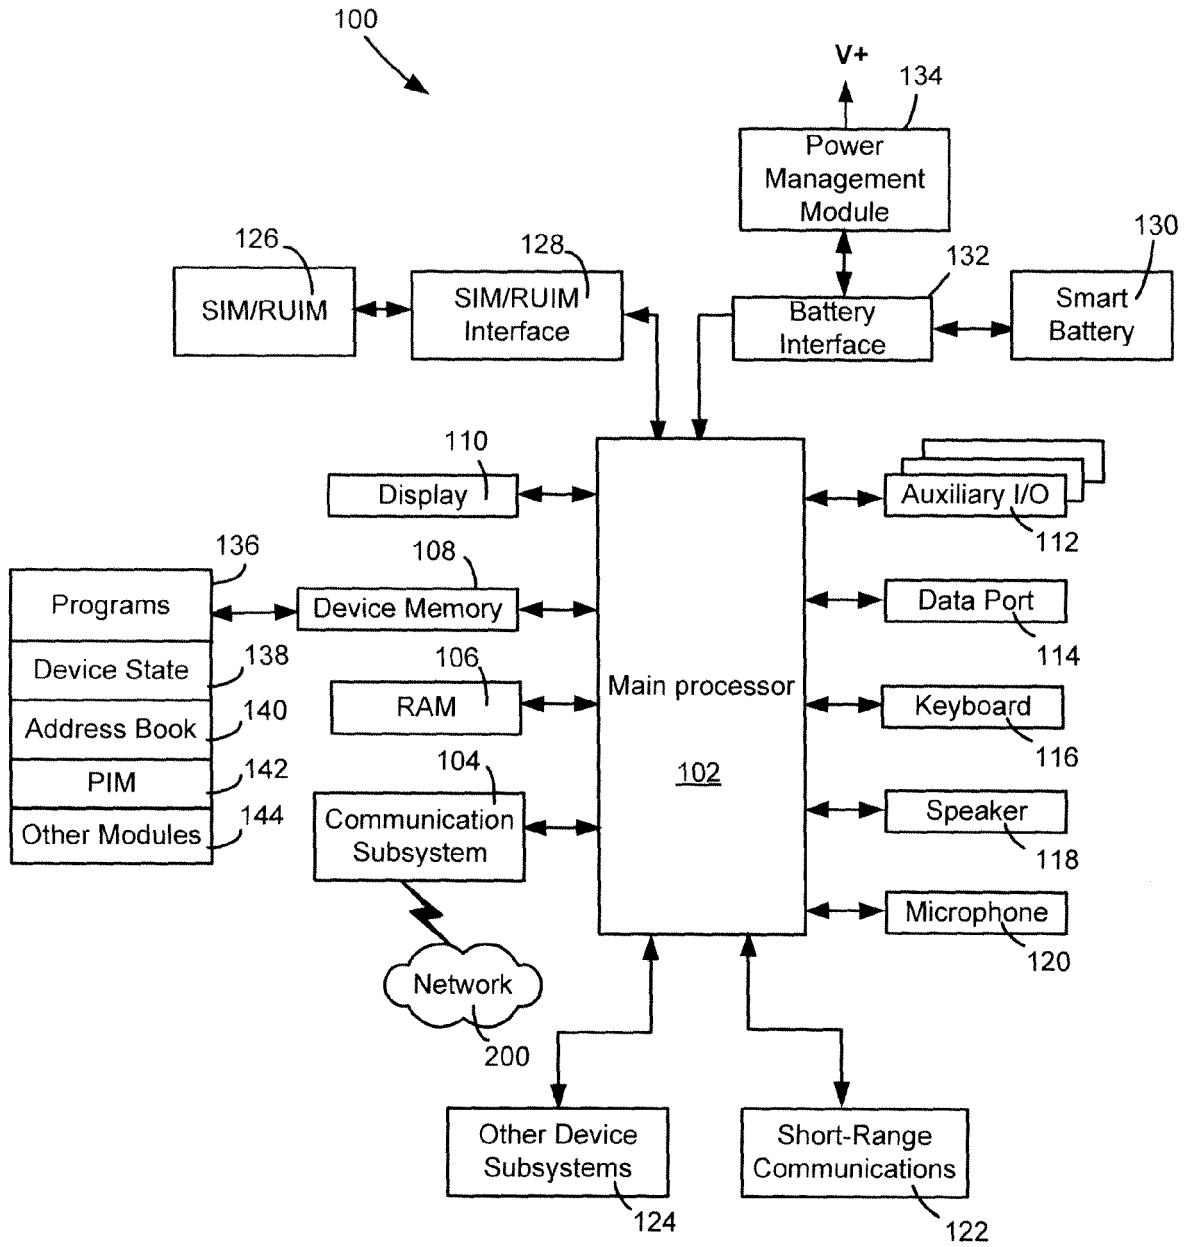 100
V+
134
Power
Management
Module
126
128
132
130
SIM/RUIM
SIM/RUIM
Interface
Battery
Interface
Smart
Battery
110
Display
Auxiliary I/O
112
136
108
Programs
Device Memory
Data Port
114
Device State
138
106
RAM
Main processor
102
Keyboard
116
Address Book
140
PIM
142
104
Other Modules
144
Communication
Subsystem
Speaker
118
Microphone
120
Network
200
Other Device
Subsystems
124
Short-Range
Communications
122